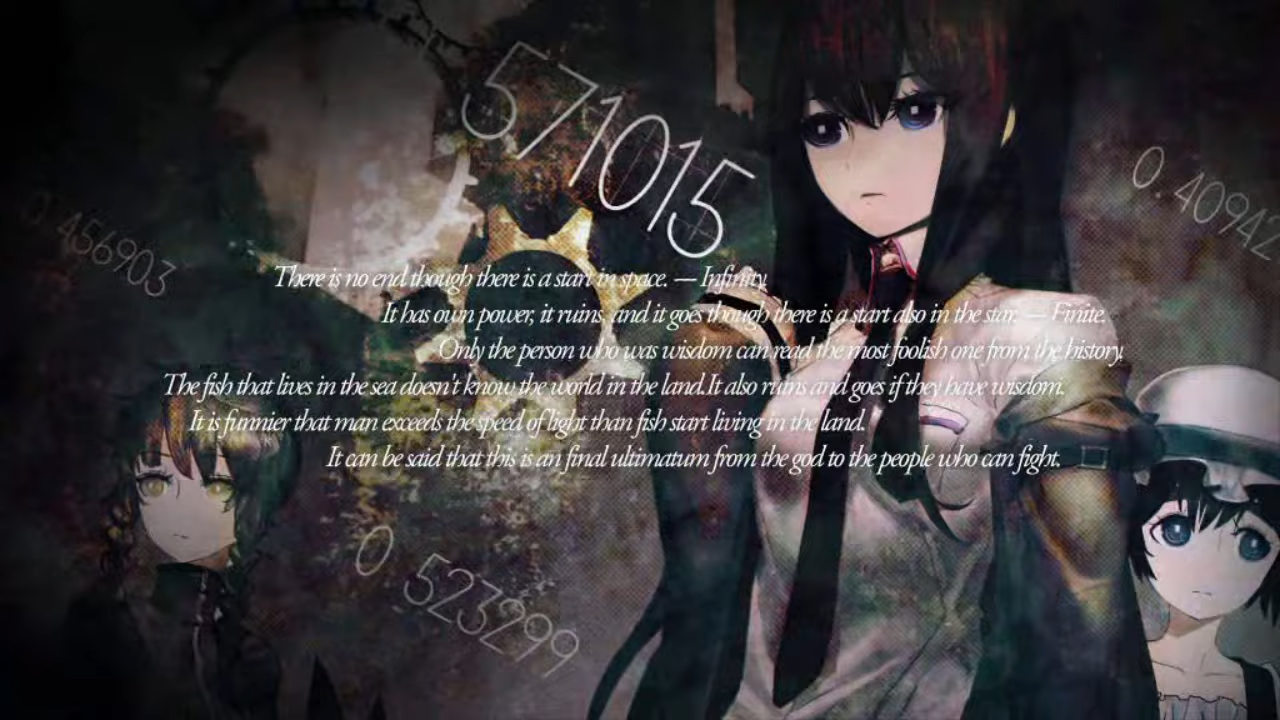 571015
0.40942
0.456903
There is no end though there is a start in space. — Infinity.
It has own power, it ruins, and it goes though there is a start also in the star. — Finite.
Only the person who was wisdom can read the most foolish one from the history.
The fish that lives in the sea doesn't know the world in the land.It also ruins and goes if they have wisdom.
It is funnier that man exceeds the speed of light than fish start living in the land.
It can be said that this is an final ultimatum from the god to the people who can fight.
0 523299